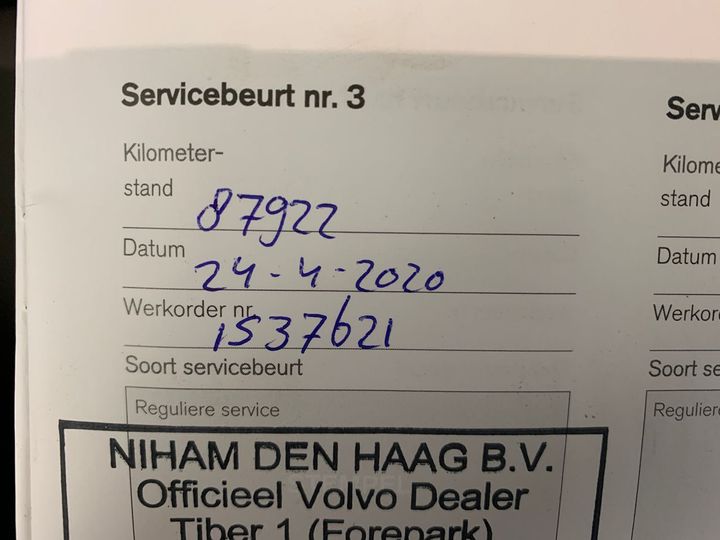 Servicebeurt nr. 3
Kilometer-
stand 87922
Datum 24-4-2020
Werkorder nr. 1537621
Soort servicebeurt
Reguliere service
NIHAM DEN HAAG B.V.
STEMPEL
Officieel Volvo Dealer
Tiber 1 (Forepark)
Serv
Kilome
stand
Datum
Werkor
Soort se
Regulier